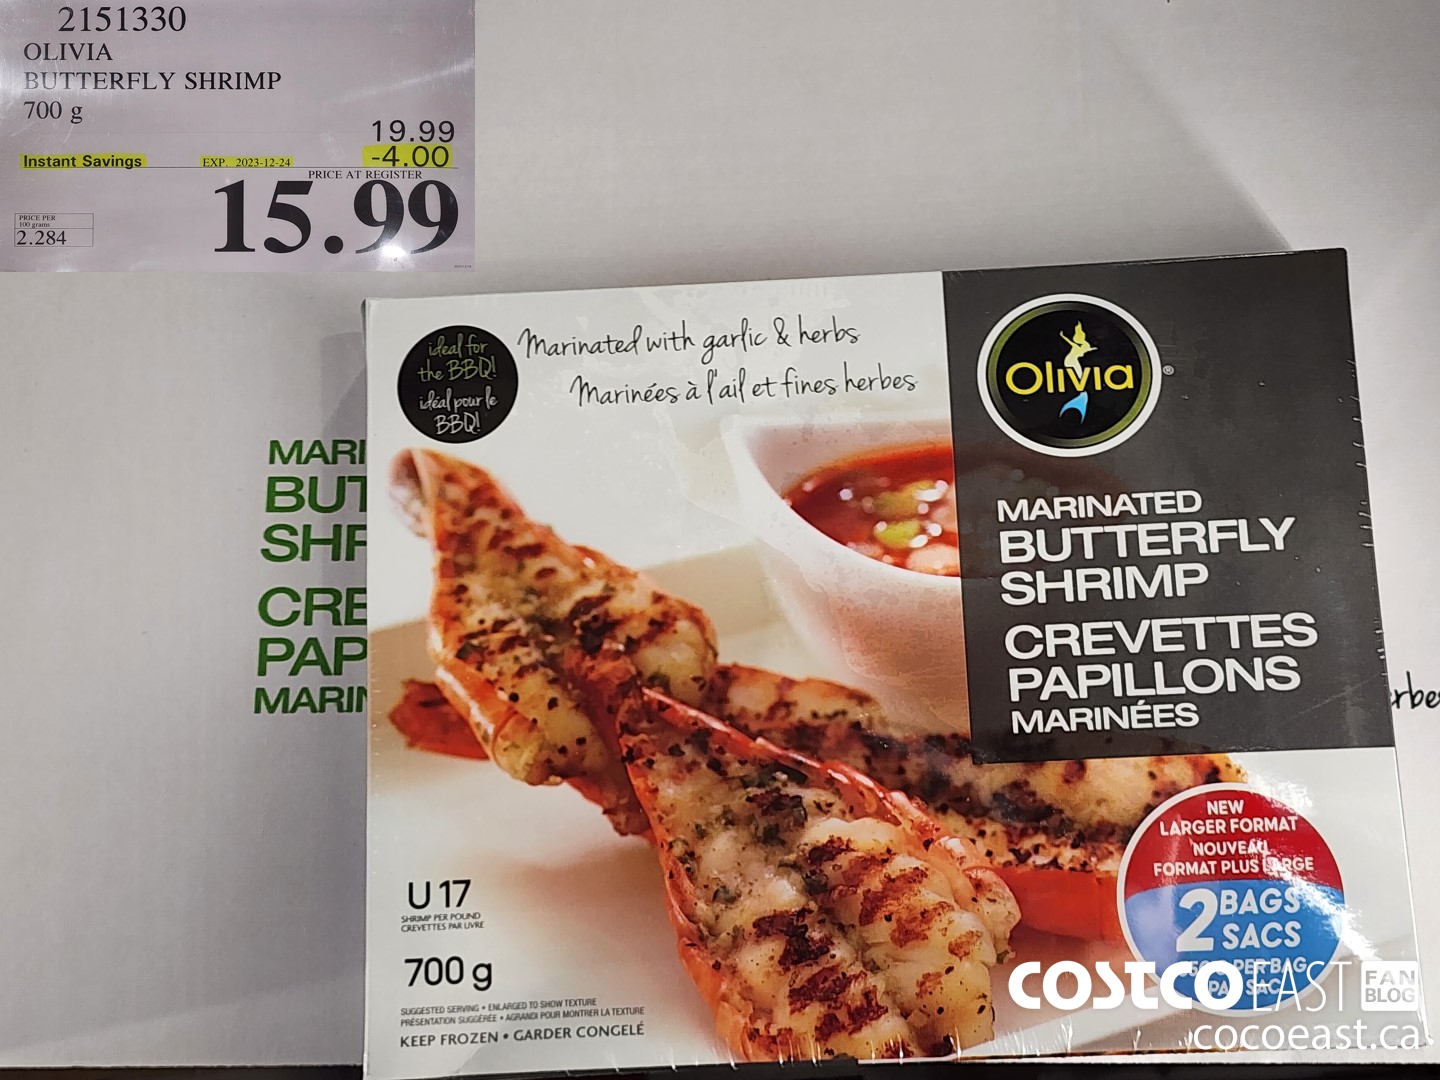 2151330
OLIVIA
BUTTERFLY SHRIMP
700 g
19.99
Instant Savings EXP. 2023-12-24 -4.00
PRICE AT REGISTER
15.99
PRICE PER
100 grams
2.284
ideal for
the BBQ!
idéal pour le
BBQ!
Marinated with garlic & herbs
Marinées à l'ail et fines herbes
Olivia®
MARINATED
BUTTERFLY
SHRIMP
CREVETTES
PAPILLONS
MARINÉES
MARI
BUT
SHR
CRE
PAP
MARIN
erbes
NEW
LARGER FORMAT
NOUVEAU
FORMAT PLUS LARGE
2 BAGS
SACS
PER BAG
PAR SAC
U 17
SHRIMP PER POUND
CREVETTES PAR LIVRE
700 g
SUGGESTED SERVING • ENLARGED TO SHOW TEXTURE
PRÉSENTATION SUGGÉRÉE • AGRANDI POUR MONTRER LA TEXTURE
KEEP FROZEN • GARDER CONGELÉ
COSTCO EAST FAN BLOG
cocoeast.ca